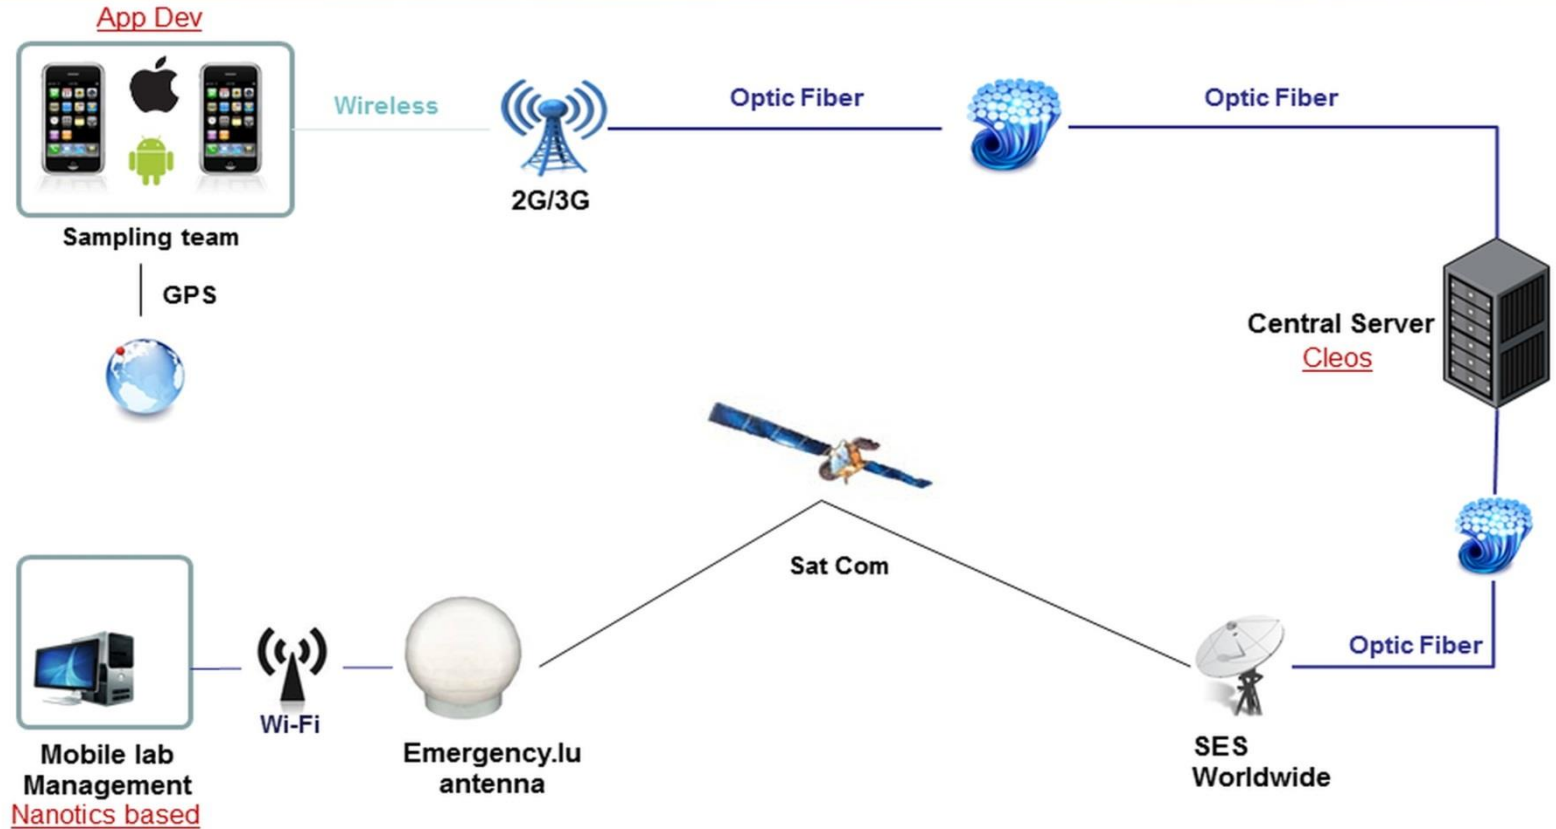 App Dev
Wireless
Optic Fiber
Optic Fiber
2G/3G
Sampling team
GPS
Central Server
Cleos
Sat Com
Optic Fiber
Wi-Fi
Mobile lab
Management
Nanotics based
Emergency.lu
antenna
SES
Worldwide